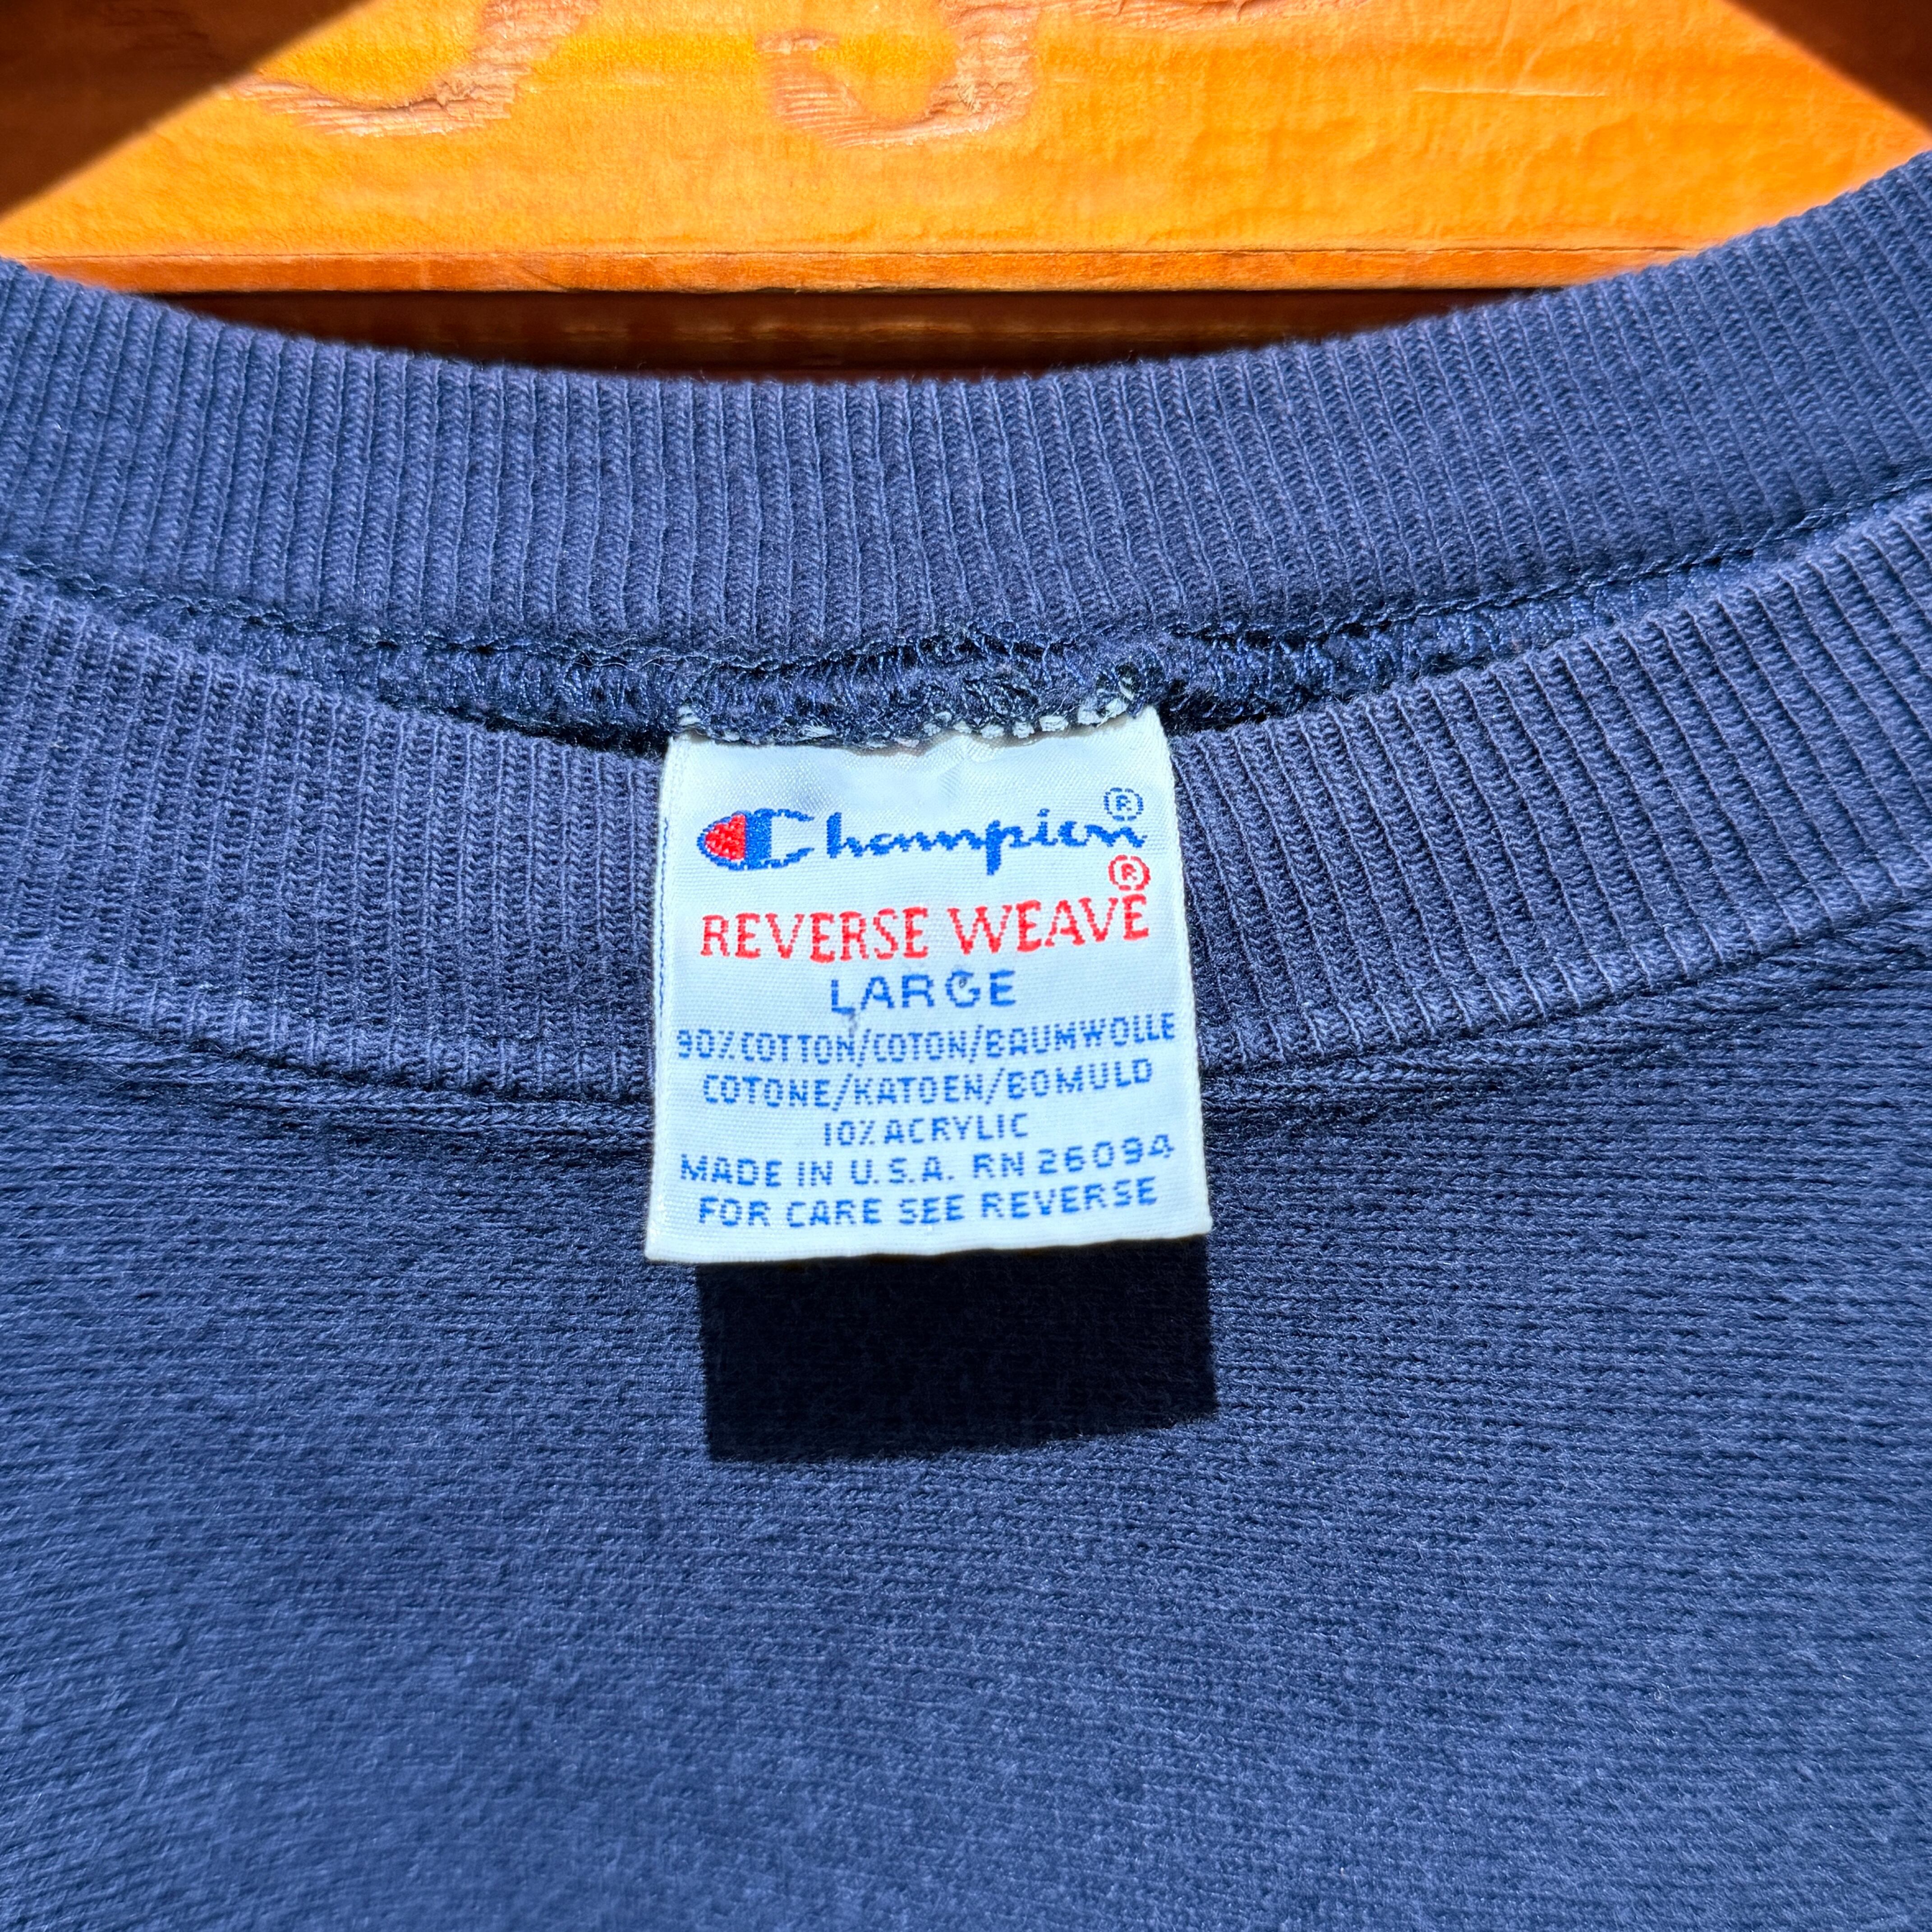 Champion®
REVERSE WEAVE®
LARGE
90% COTTON/COTON/BAUMWOLLE
COTONE/KATOEN/BOMULD
10% ACRYLIC
MADE IN U.S.A. RN 26094
FOR CARE SEE REVERSE